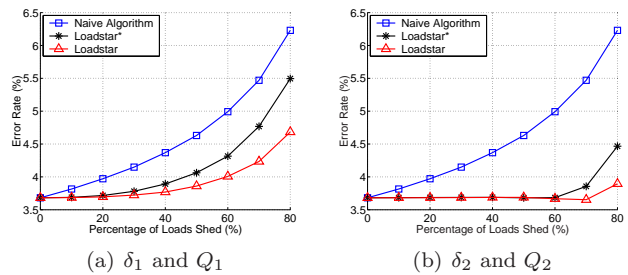 6.5
6
5.5
5
4.5
4
3.5
Error Rate (%)
Naive Algorithm
Loadstar*
Loadstar
0 20 40 60 80
Percentage of Loads Shed (%)
(a) δ1 and Q1
6.5
6
5.5
5
4.5
4
3.5
Error Rate (%)
Naive Algorithm
Loadstar*
Loadstar
0 20 40 60 80
Percentage of Loads Shed (%)
(b) δ2 and Q2